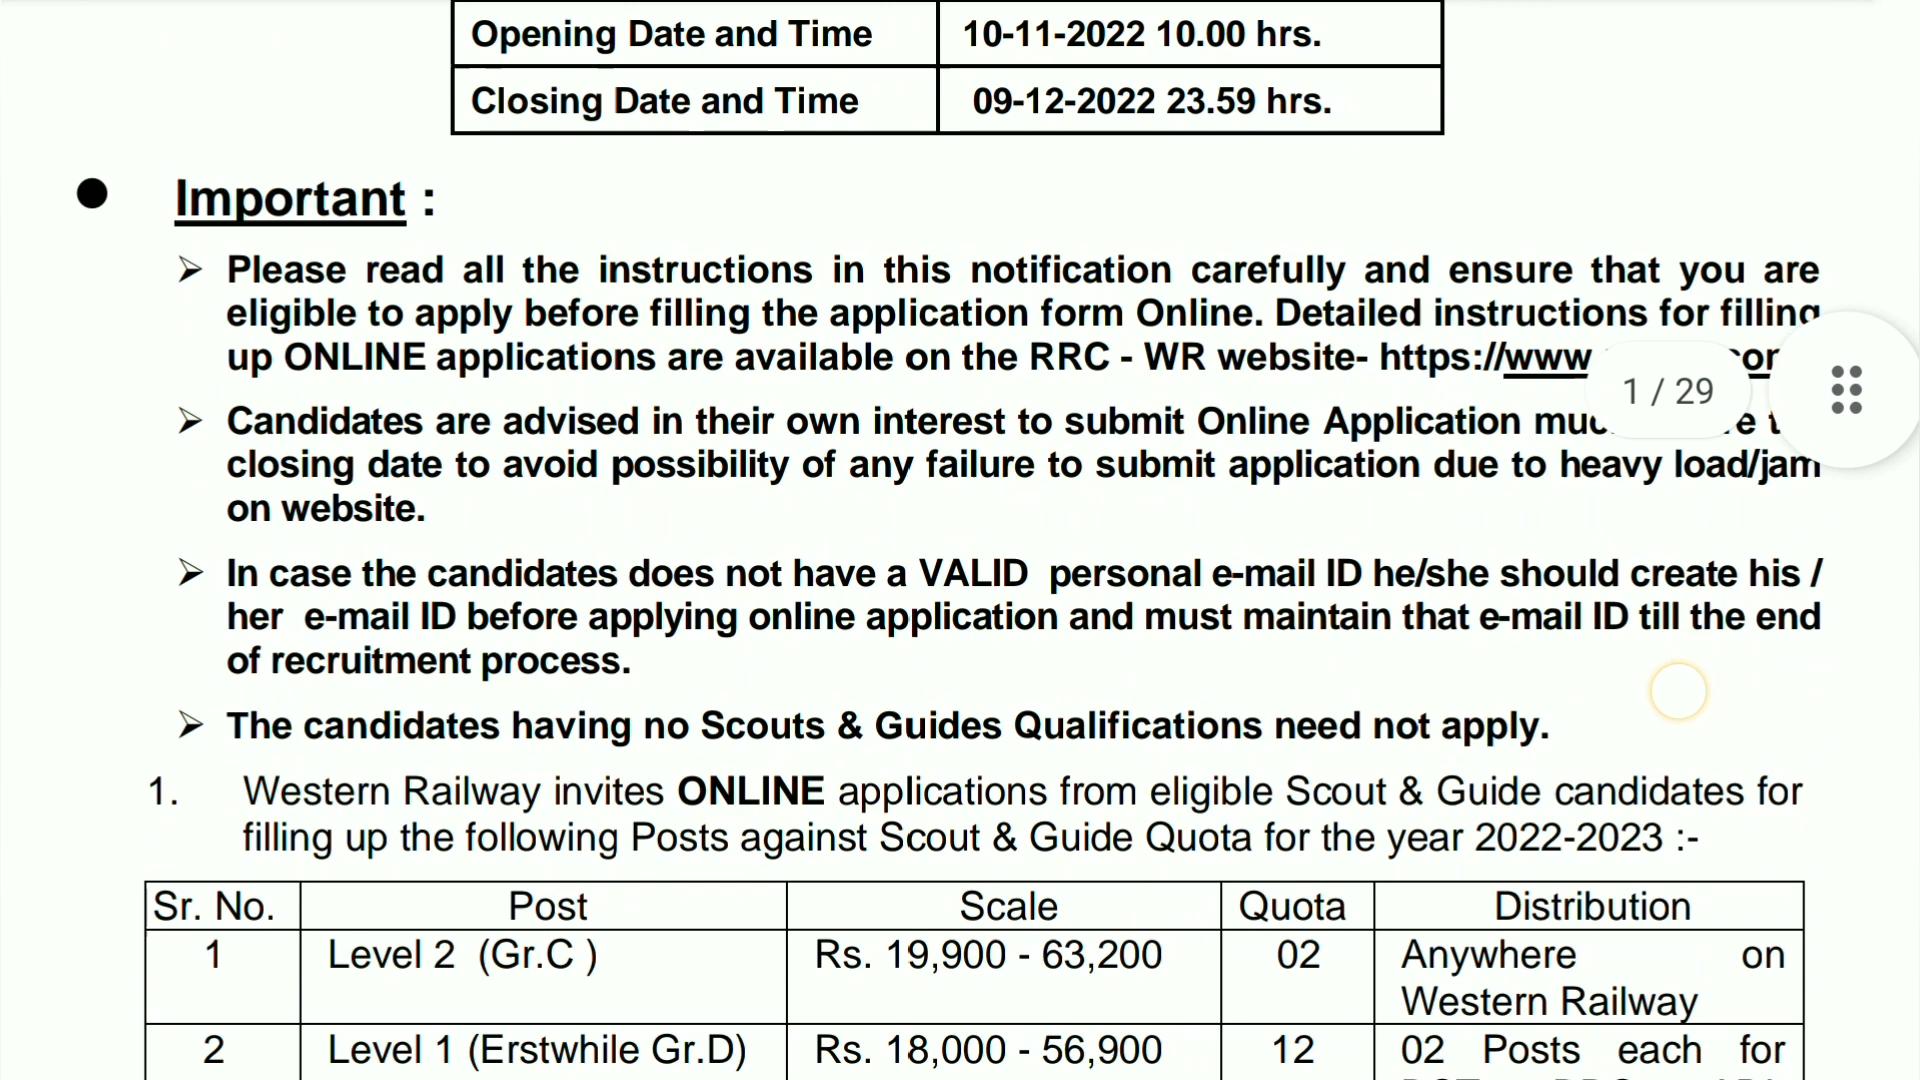 Opening Date and Time 10-11-2022 10.00 hrs.
Closing Date and Time 09-12-2022 23.59 hrs.
● Important :
➢ Please read all the instructions in this notification carefully and ensure that you are
eligible to apply before filling the application form Online. Detailed instructions for filling
up ONLINE applications are available on the RRC - WR website- https://www
1 / 29
➢ Candidates are advised in their own interest to submit Online Application
closing date to avoid possibility of any failure to submit application due to heavy load/jam
on website.
➢ In case the candidates does not have a VALID personal e-mail ID he/she should create his /
her e-mail ID before applying online application and must maintain that e-mail ID till the end
of recruitment process.
➢ The candidates having no Scouts & Guides Qualifications need not apply.
1. Western Railway invites ONLINE applications from eligible Scout & Guide candidates for
filling up the following Posts against Scout & Guide Quota for the year 2022-2023 :-
Sr. No. Post Scale Quota Distribution
1 Level 2 (Gr.C ) Rs. 19,900 - 63,200 02 Anywhere on
Western Railway
2 Level 1 (Erstwhile Gr.D) Rs. 18,000 - 56,900 12 02 Posts each for